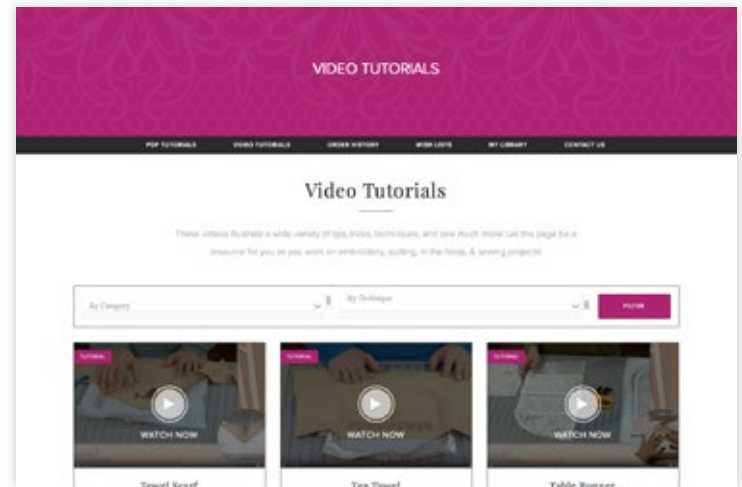 VIDEO TUTORIALS
PDF TUTORIALS VIDEO TUTORIALS ORDER HISTORY WISH LISTS MY LIBRARY CONTACT US
Video Tutorials
These videos illustrate a wide variety of tips, tricks, techniques, and sew much more! Let this page be a
resource for you as you work on embroidery, quilting, in the hoop, & sewing projects!
By Category By Technique FILTER
TUTORIAL TUTORIAL TUTORIAL
WATCH NOW WATCH NOW WATCH NOW
Towel Scarf Tea Towel Table Runner